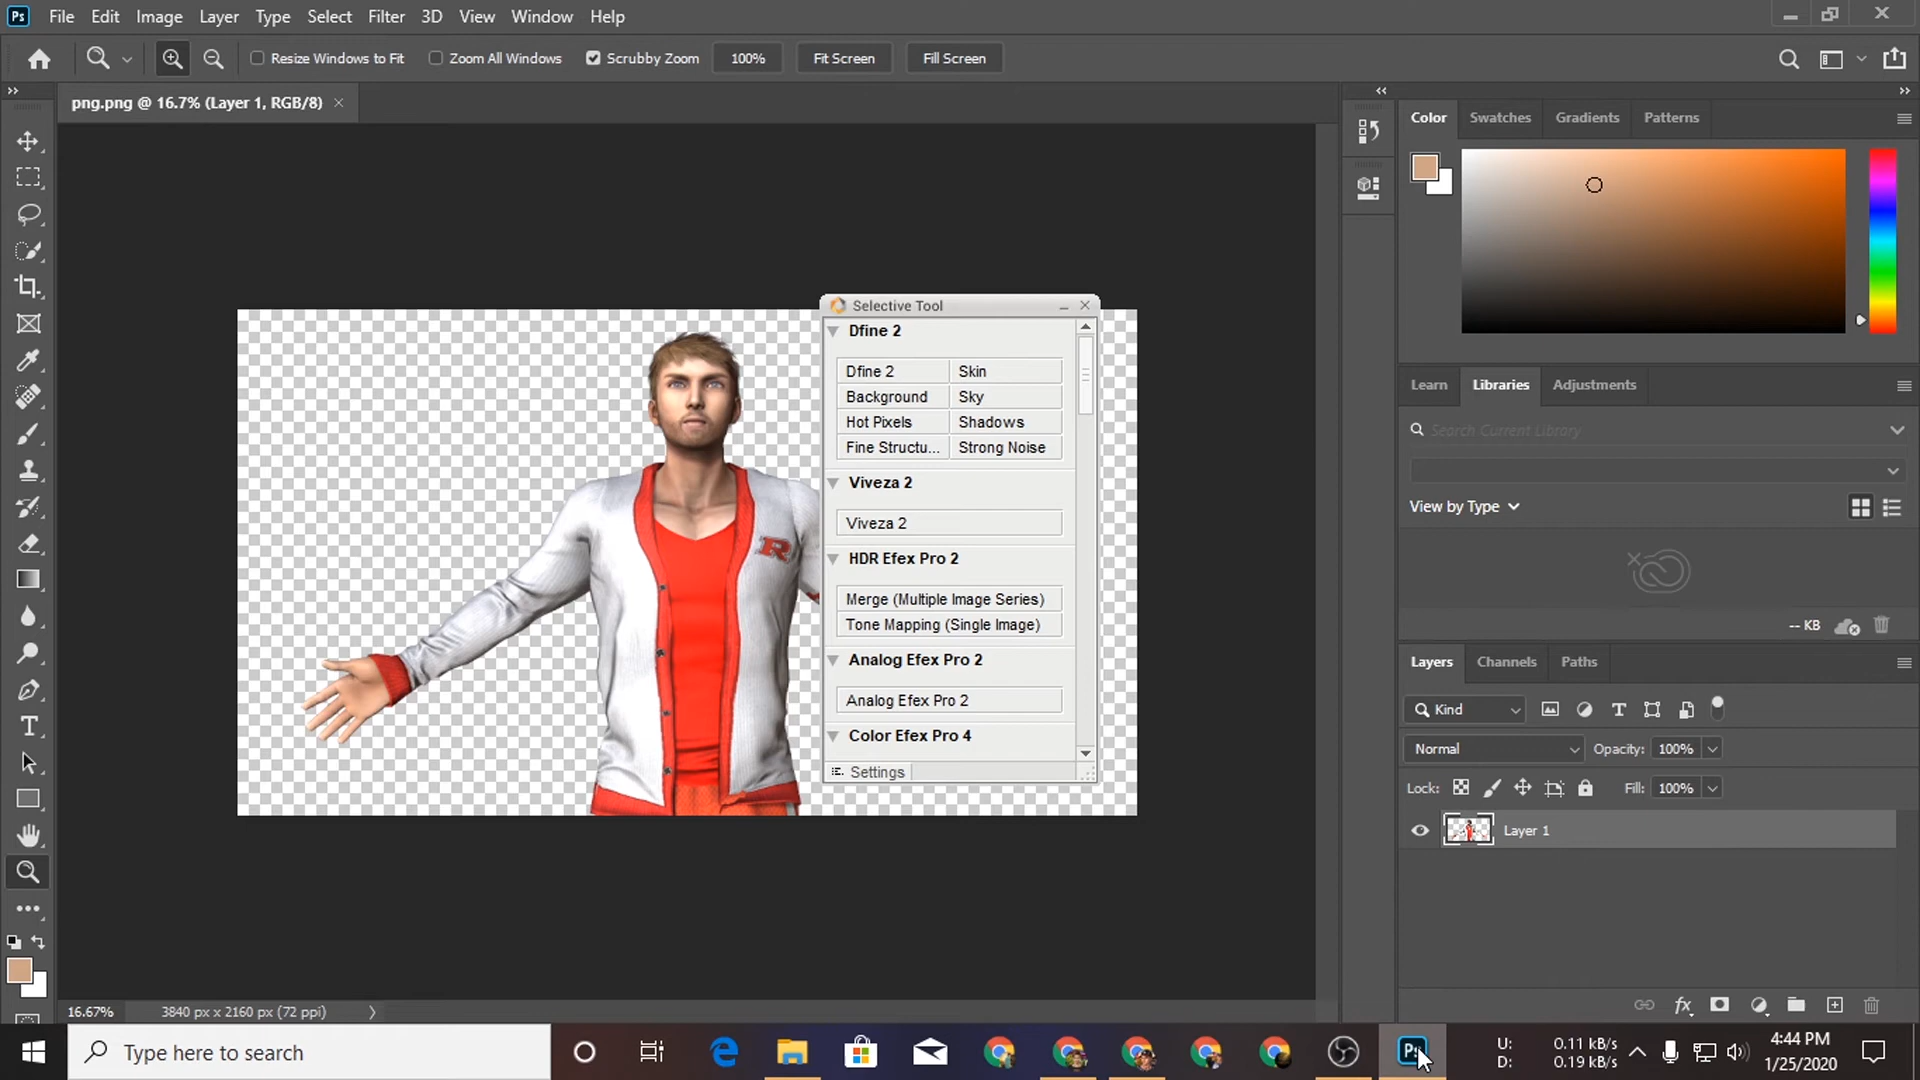 Ps File Edit Image Layer Type Select Filter 3D View Window Help
Resize Windows to Fit Zoom All Windows Scrubby Zoom 100% Fit Screen Fill Screen
png.png @ 16.7% (Layer 1, RGB/8)
Color Swatches Gradients Patterns
Selective Tool
Dfine 2
Dfine 2 Skin
Background Sky
Hot Pixels Shadows
Fine Structu... Strong Noise
Viveza 2
Viveza 2
HDR Efex Pro 2
Merge (Multiple Image Series)
Tone Mapping (Single Image)
Analog Efex Pro 2
Analog Efex Pro 2
Color Efex Pro 4
Settings
R
Learn Libraries Adjustments
Search Current Library
View by Type
-- KB
Layers Channels Paths
Kind
Normal Opacity: 100%
Lock: Fill: 100%
Layer 1
fx
16.67% 3840 px x 2160 px (72 ppi)
Type here to search
Ps
U: 0.11 kB/s
D: 0.19 kB/s
4:44 PM
1/25/2020